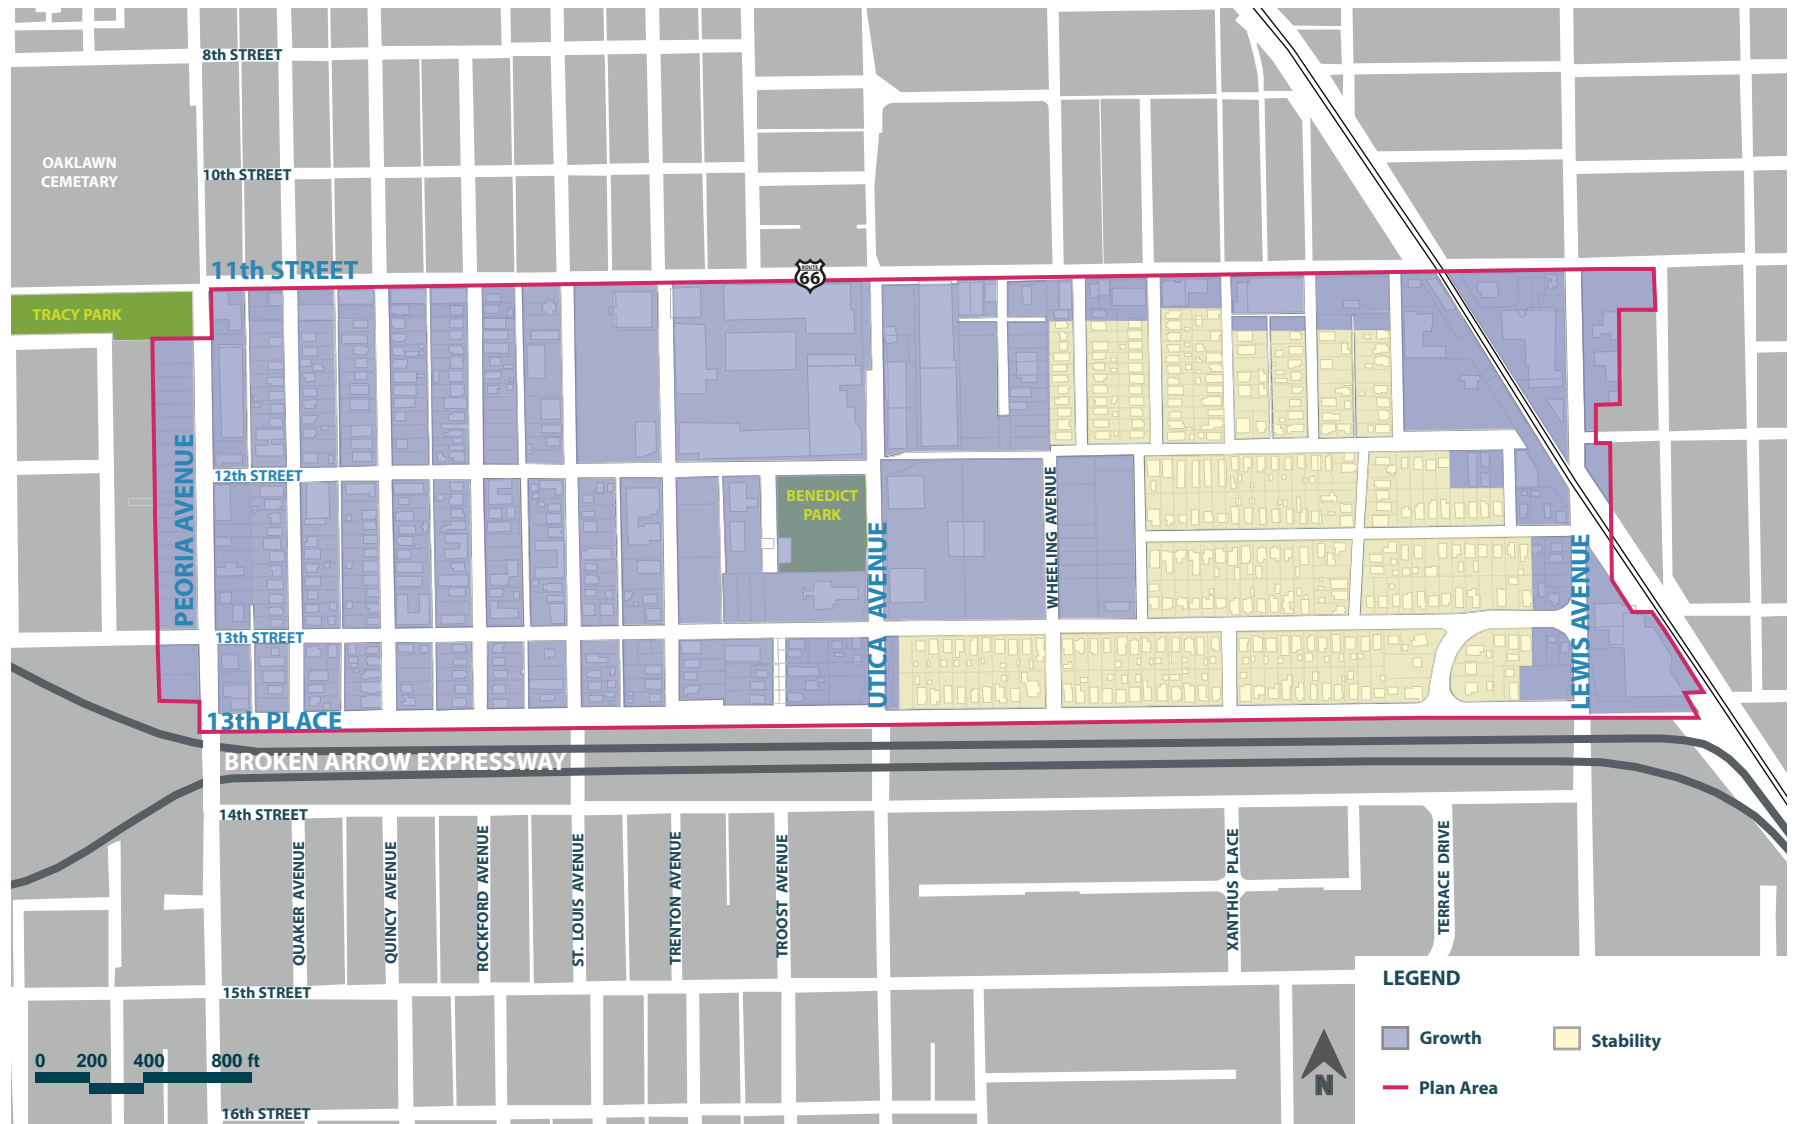 8th STREET
OAKLAWN
CEMETARY
10th STREET
11th STREET
ROUTE
66
TRACY PARK
PEORIA AVENUE
12th STREET
BENEDICT
PARK
UTICA AVENUE
WHEELING AVENUE
LEWIS AVENUE
13th STREET
13th PLACE
BROKEN ARROW EXPRESSWAY
14th STREET
QUAKER AVENUE
QUINCY AVENUE
ROCKFORD AVENUE
ST. LOUIS AVENUE
TRENTON AVENUE
TROOST AVENUE
XANTHUS PLACE
TERRACE DRIVE
15th STREET
LEGEND
Growth
Stability
Plan Area
N
0 200 400 800 ft
16th STREET